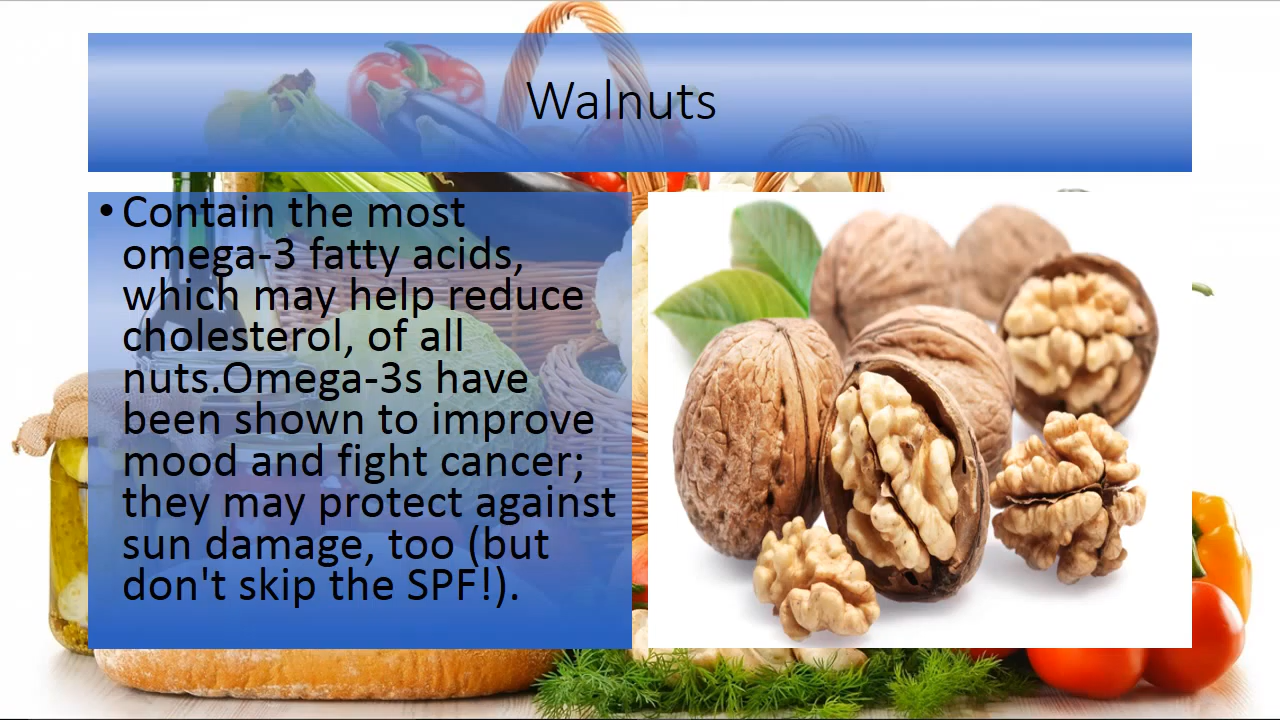 Walnuts
• Contain the most
omega-3 fatty acids,
which may help reduce
cholesterol, of all
nuts.Omega-3s have
been shown to improve
mood and fight cancer;
they may protect against
sun damage, too (but
don't skip the SPF!).